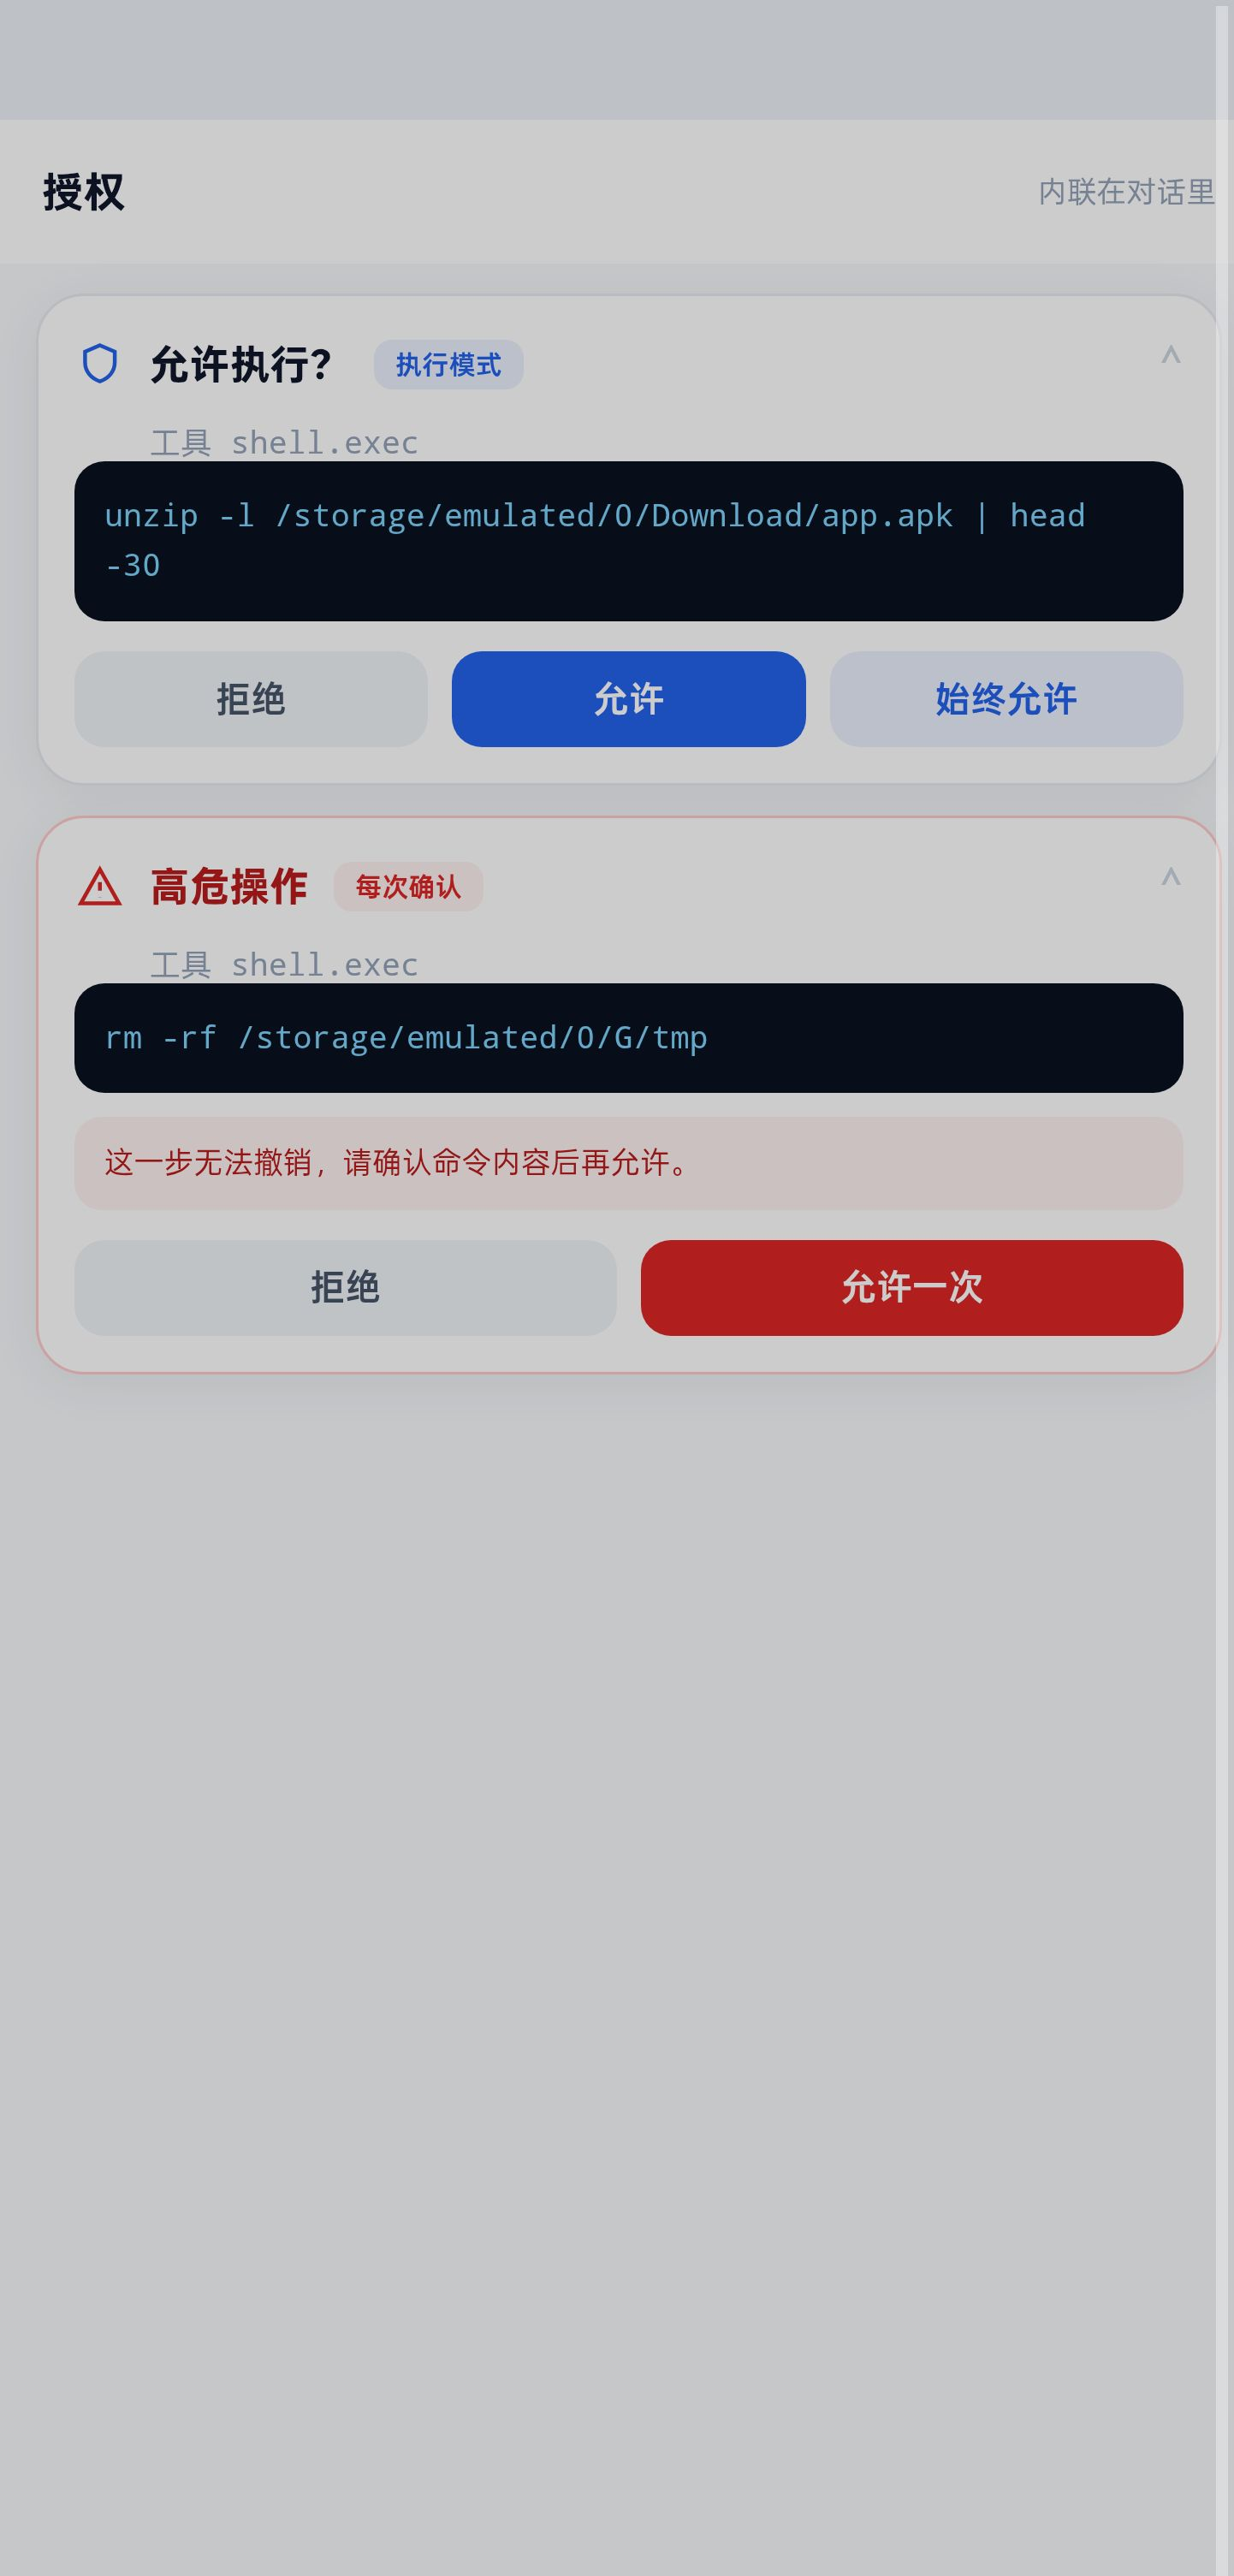 授权
内联在对话里
允许执行？ 执行模式
工具 shell.exec
unzip -l /storage/emulated/0/Download/app.apk | head
-30
拒绝 允许 始终允许
高危操作 每次确认
工具 shell.exec
rm -rf /storage/emulated/0/G/tmp
这一步无法撤销，请确认命令内容后再允许。
拒绝 允许一次